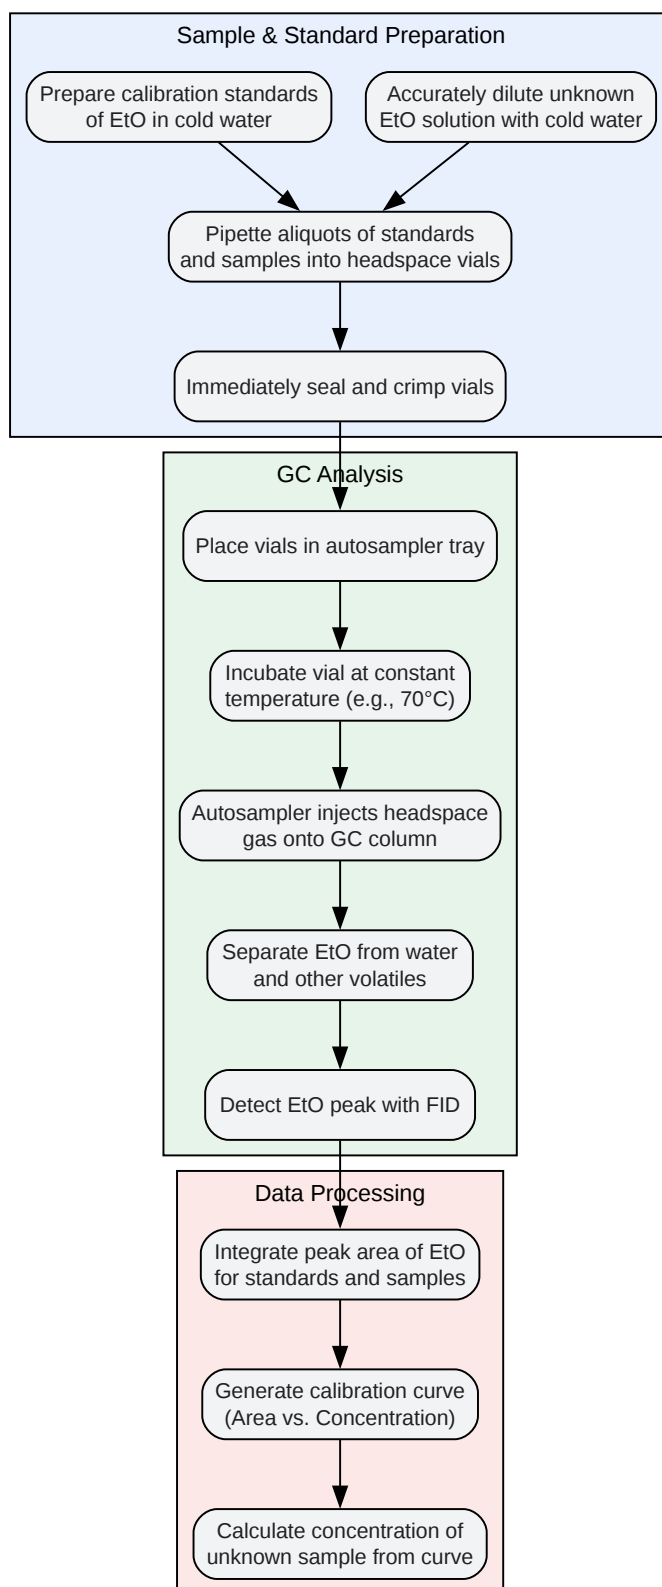 Sample & Standard Preparation
Prepare calibration standards
of EtO in cold water
Accurately dilute unknown
EtO solution with cold water
Pipette aliquots of standards
and samples into headspace vials
Immediately seal and crimp vials
GC Analysis
Place vials in autosampler tray
Incubate vial at constant
temperature (e.g., 70°C)
Autosampler injects headspace
gas onto GC column
Separate EtO from water
and other volatiles
Detect EtO peak with FID
Data Processing
Integrate peak area of EtO
for standards and samples
Generate calibration curve
(Area vs. Concentration)
Calculate concentration of
unknown sample from curve